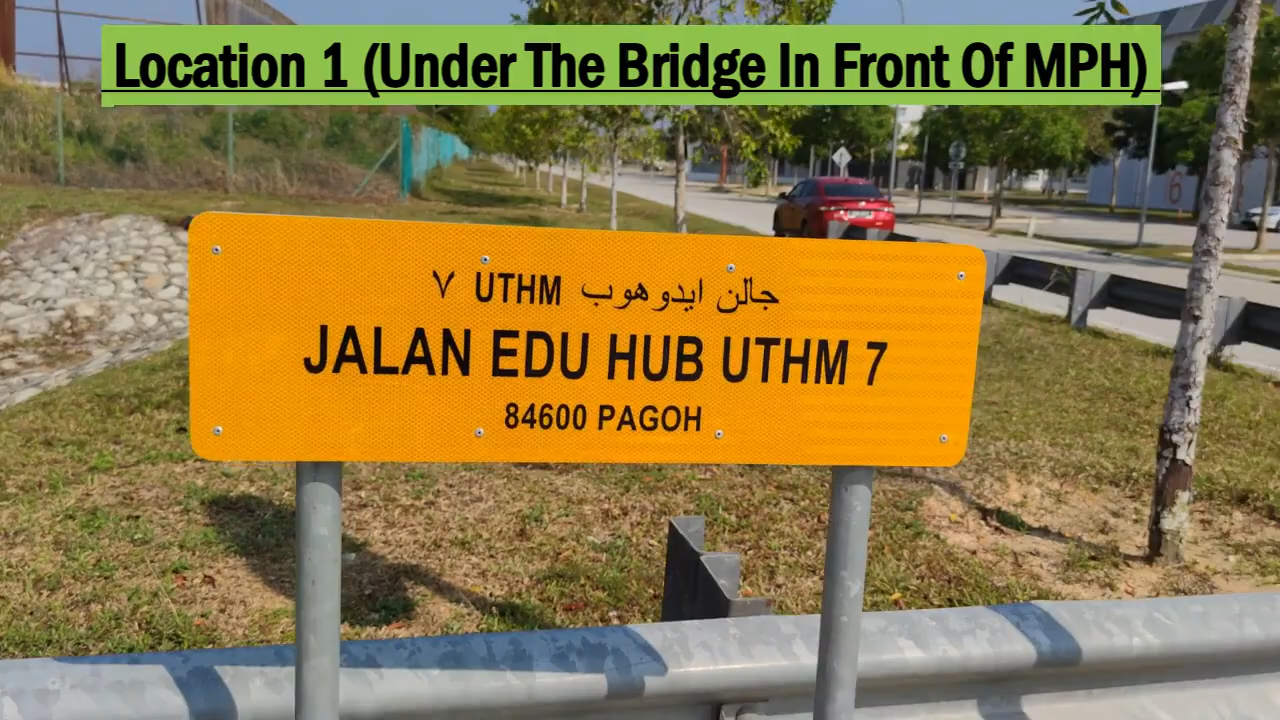 Location 1 (Under The Bridge In Front Of MPH)
جالن ايدوهوب UTHM ٧
JALAN EDU HUB UTHM 7
84600 PAGOH